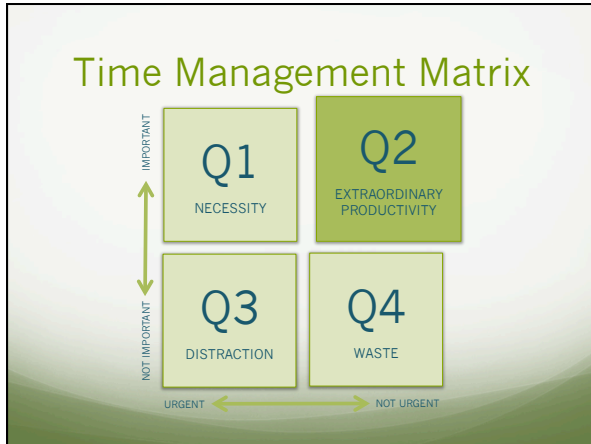 Time Management Matrix
IMPORTANT
Q1
NECESSITY
Q2
EXTRAORDINARY
PRODUCTIVITY
NOT IMPORTANT
Q3
DISTRACTION
Q4
WASTE
URGENT
NOT URGENT